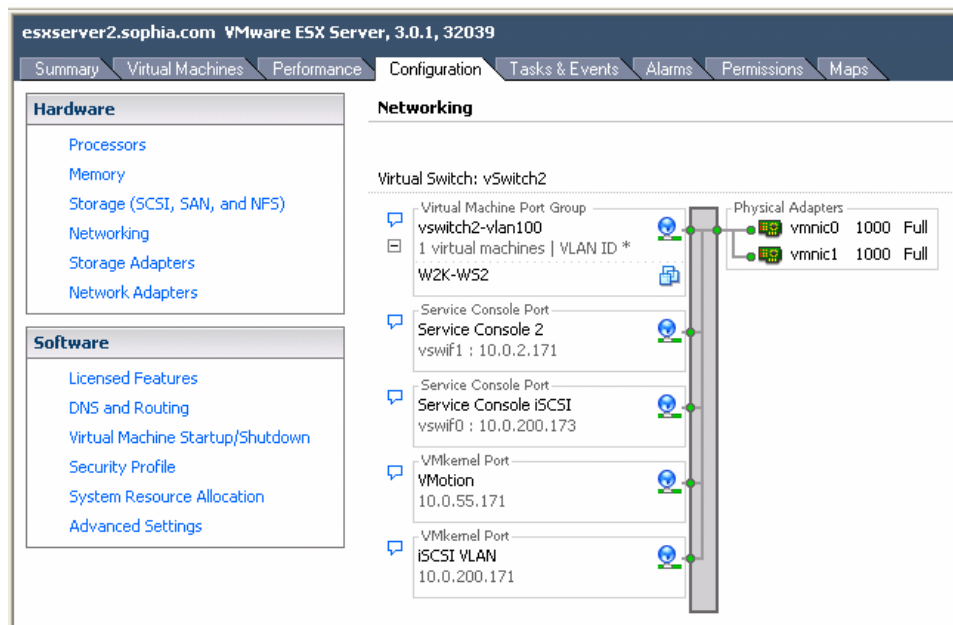 esxserver2.sophia.com VMware ESX Server, 3.0.1, 32039
Summary Virtual Machines Performance Configuration Tasks & Events Alarms Permissions Maps
Hardware
Processors
Memory
Storage (SCSI, SAN, and NFS)
Networking
Storage Adapters
Network Adapters
Software
Licensed Features
DNS and Routing
Virtual Machine Startup/Shutdown
Security Profile
System Resource Allocation
Advanced Settings
Networking
Virtual Switch: vSwitch2
Virtual Machine Port Group
vswitch2-vlan100
1 virtual machines | VLAN ID *
W2K-WS2
Service Console Port
Service Console 2
vswif1 : 10.0.2.171
Service Console Port
Service Console iSCSI
vswif0 : 10.0.200.173
VMkernel Port
VMotion
10.0.55.171
VMkernel Port
iSCSI VLAN
10.0.200.171
Physical Adapters
vmnic0 1000 Full
vmnic1 1000 Full